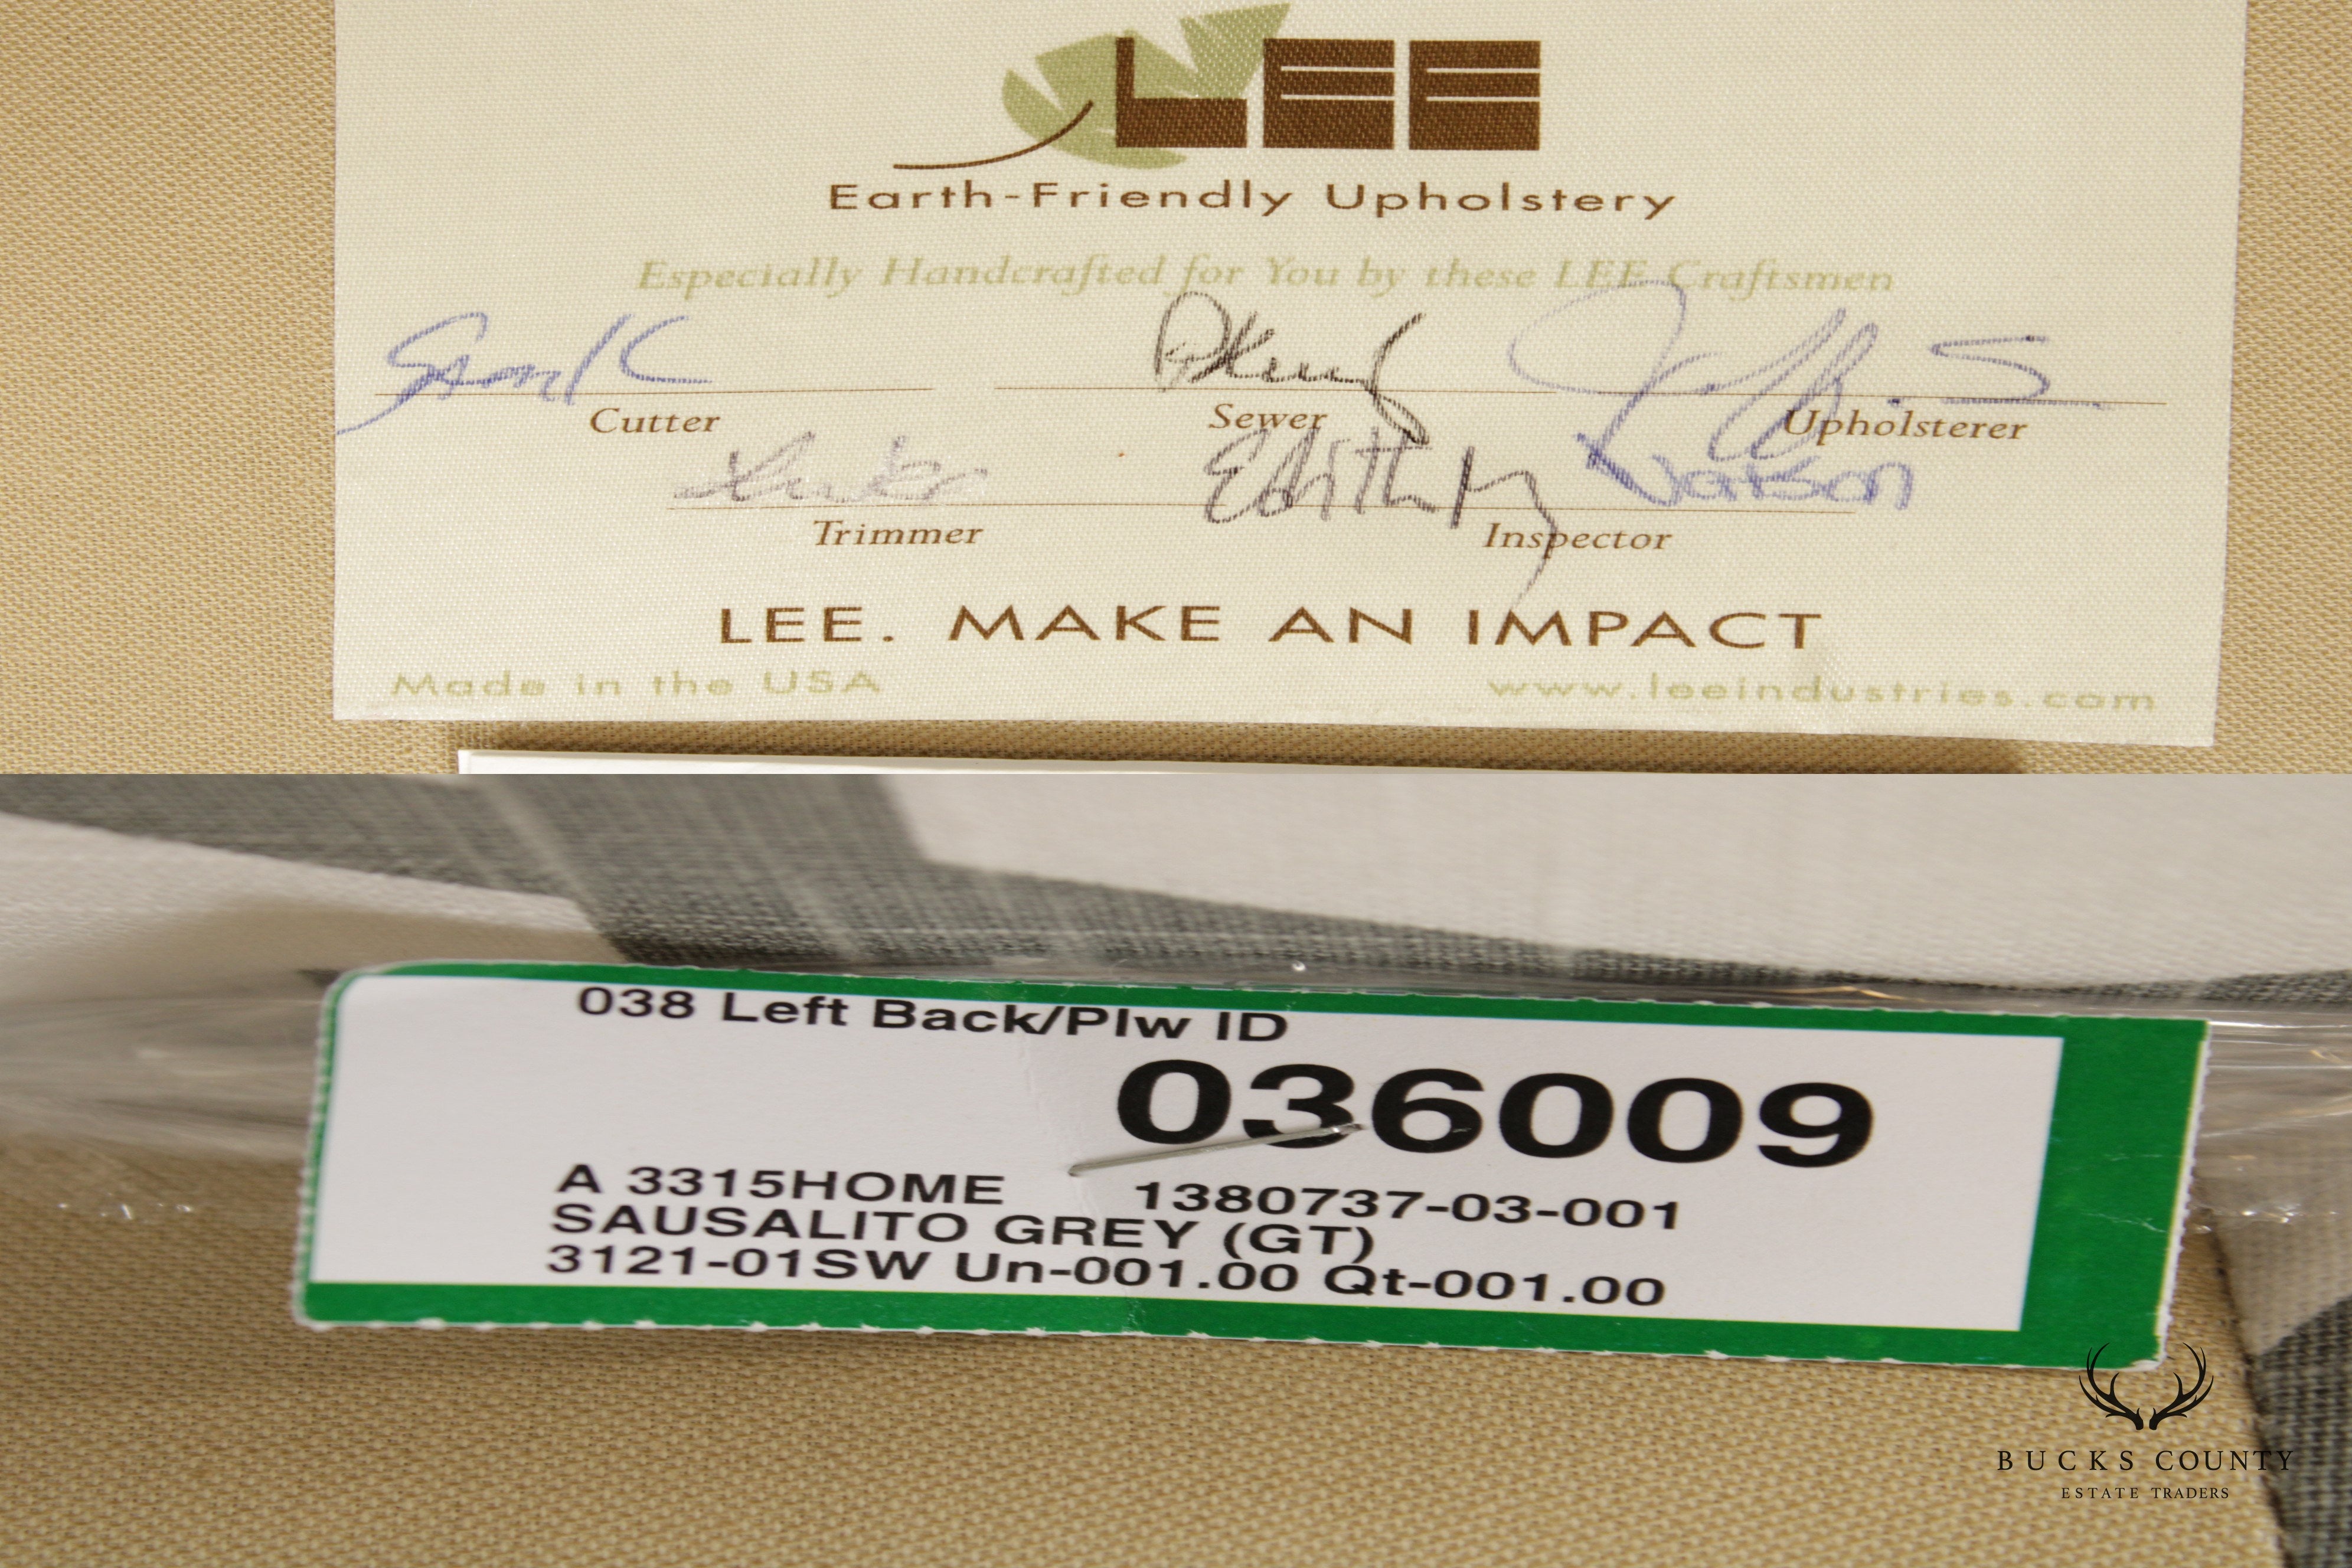 LEE
Earth-Friendly Upholstery
Especially Handcrafted for You by these LEE Craftsmen
Cutter Sewer Upholsterer
Edith M Watson
Trimmer Inspector
LEE. MAKE AN IMPACT
Made in the USA www.leeindustries.com
038 Left Back/Plw ID
036009
A 3315HOME 1380737-03-001
SAUSALITO GREY (GT)
3121-01SW Un-001.00 Qt-001.00
BUCKS COUNTY
ESTATE TRADERS